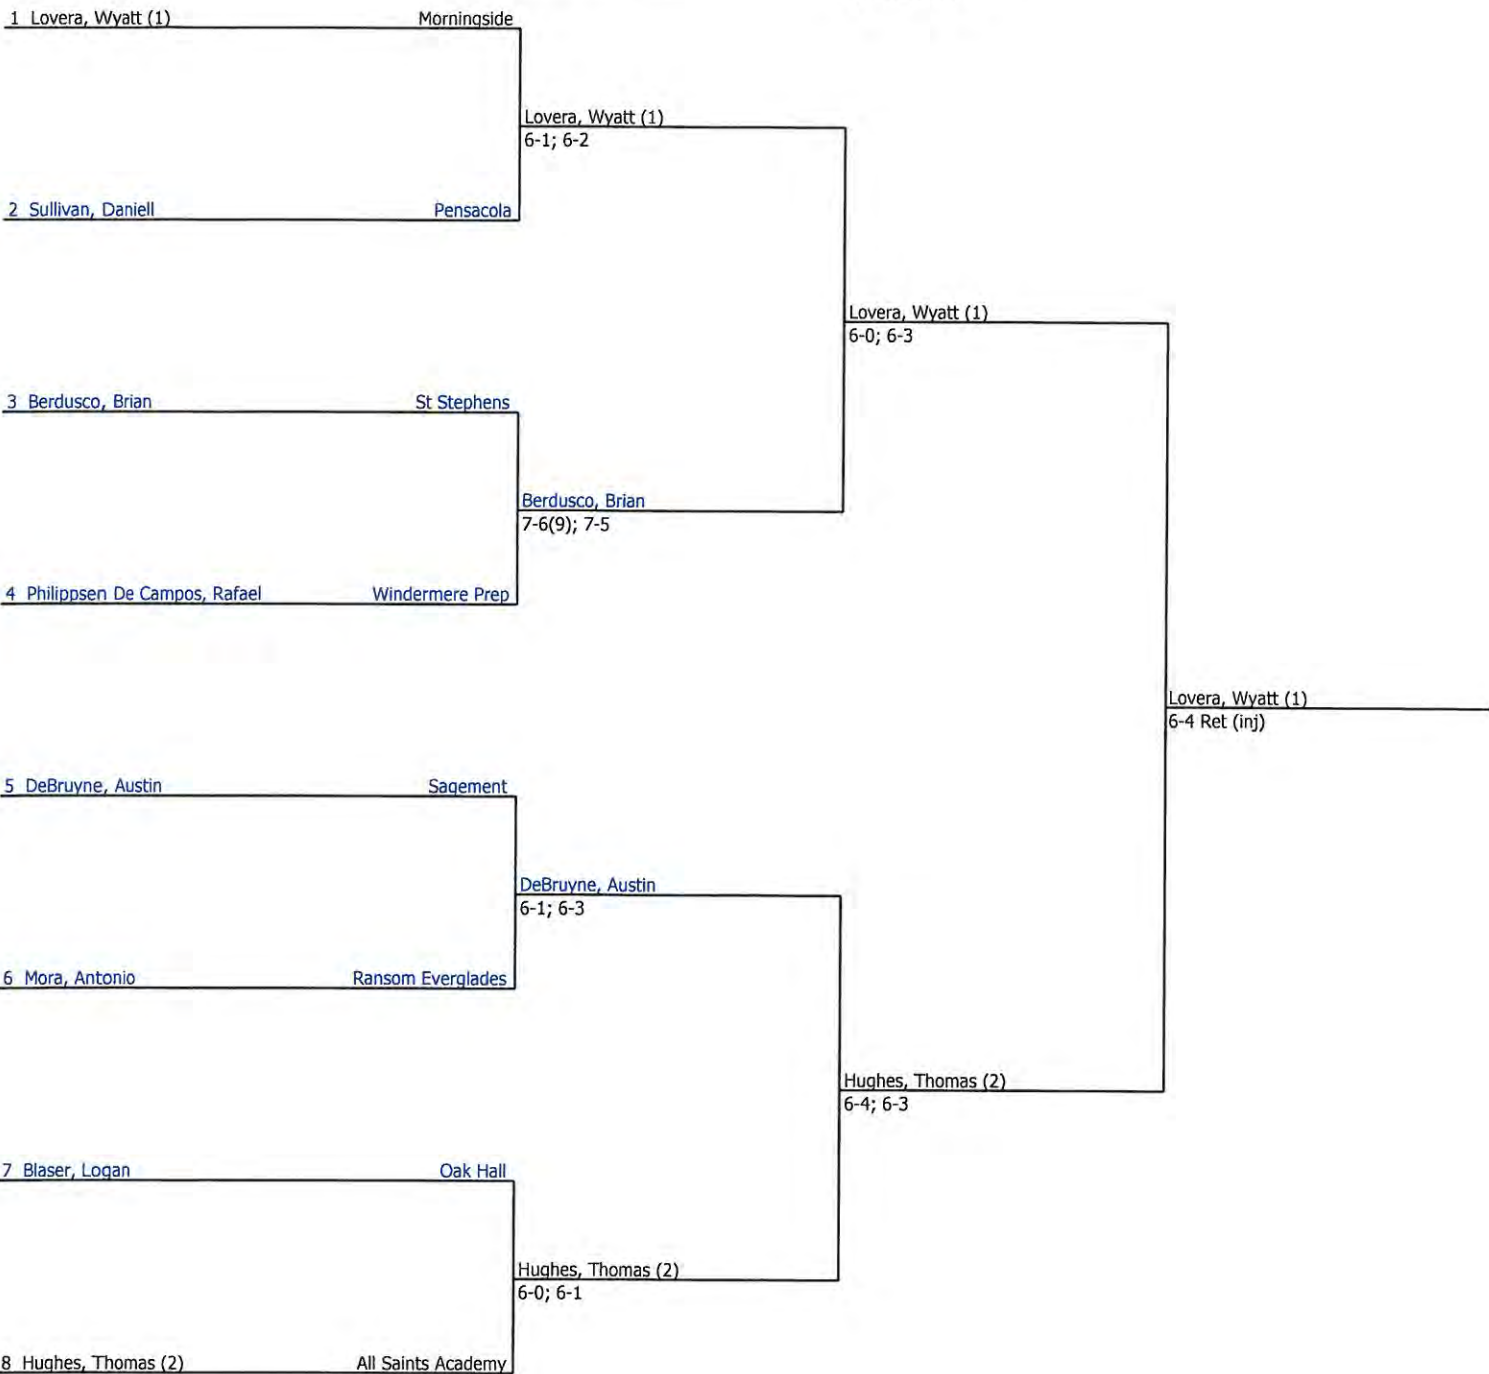 1 Lovera, Wyatt (1) Morningside
Lovera, Wyatt (1)
6-1; 6-2
2 Sullivan, Daniell Pensacola
Lovera, Wyatt (1)
6-0; 6-3
3 Berdusco, Brian St Stephens
Berdusco, Brian
7-6(9); 7-5
4 Philippsen De Campos, Rafael Windermere Prep
Lovera, Wyatt (1)
6-4 Ret (inj)
5 DeBruyne, Austin Sagement
DeBruyne, Austin
6-1; 6-3
6 Mora, Antonio Ransom Everglades
Hughes, Thomas (2)
6-4; 6-3
7 Blaser, Logan Oak Hall
Hughes, Thomas (2)
6-0; 6-1
8 Hughes, Thomas (2) All Saints Academy